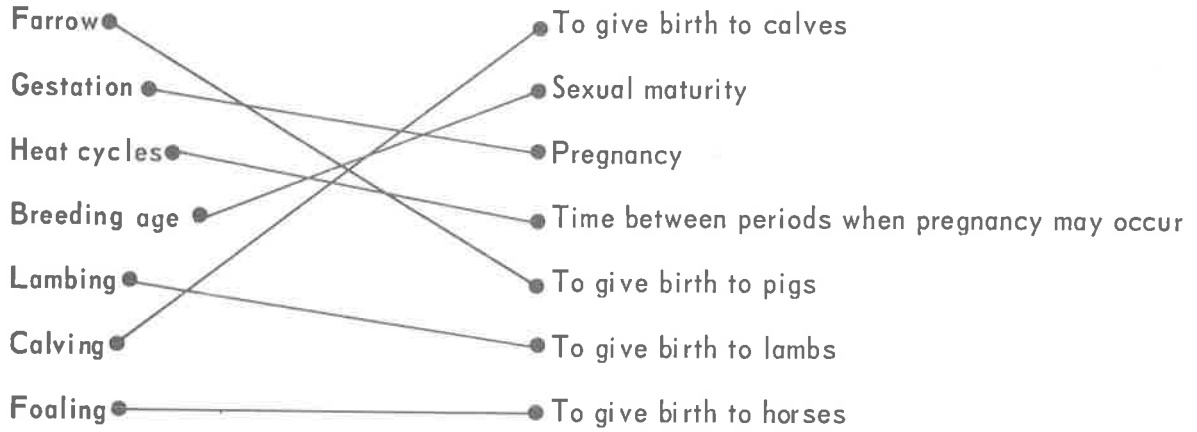 Farrow To give birth to calves
Gestation Sexual maturity
Heat cycles Pregnancy
Breeding age Time between periods when pregnancy may occur
Lambing To give birth to pigs
Calving To give birth to lambs
Foaling To give birth to horses